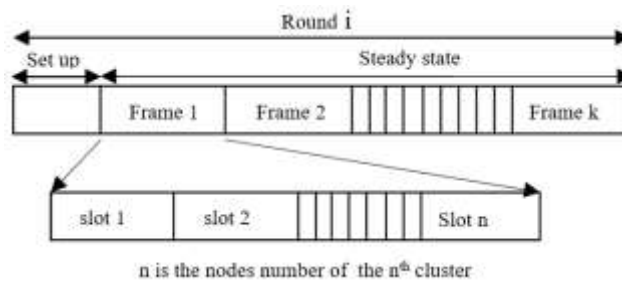 Round i
Set up Steady state
Frame 1 Frame 2 Frame k
slot 1 slot 2 Slot n
n is the nodes number of the nth cluster